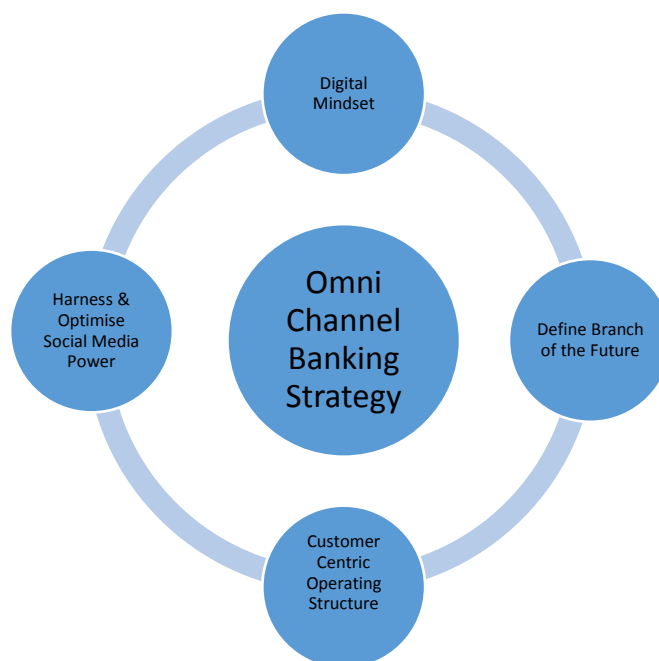 Digital
Mindset
Harness &
Optimise
Social Media
Power
Omni
Channel
Banking
Strategy
Define Branch
of the Future
Customer
Centric
Operating
Structure